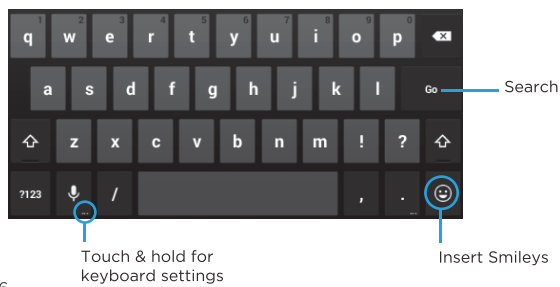 1 2 3 4 5 6 7 8 9 0
q w e r t y u i o p
a s d f g h j k l Go
Search
z x c v b n m ! ?
?123 / , .
Touch & hold for
keyboard settings
Insert Smileys
6